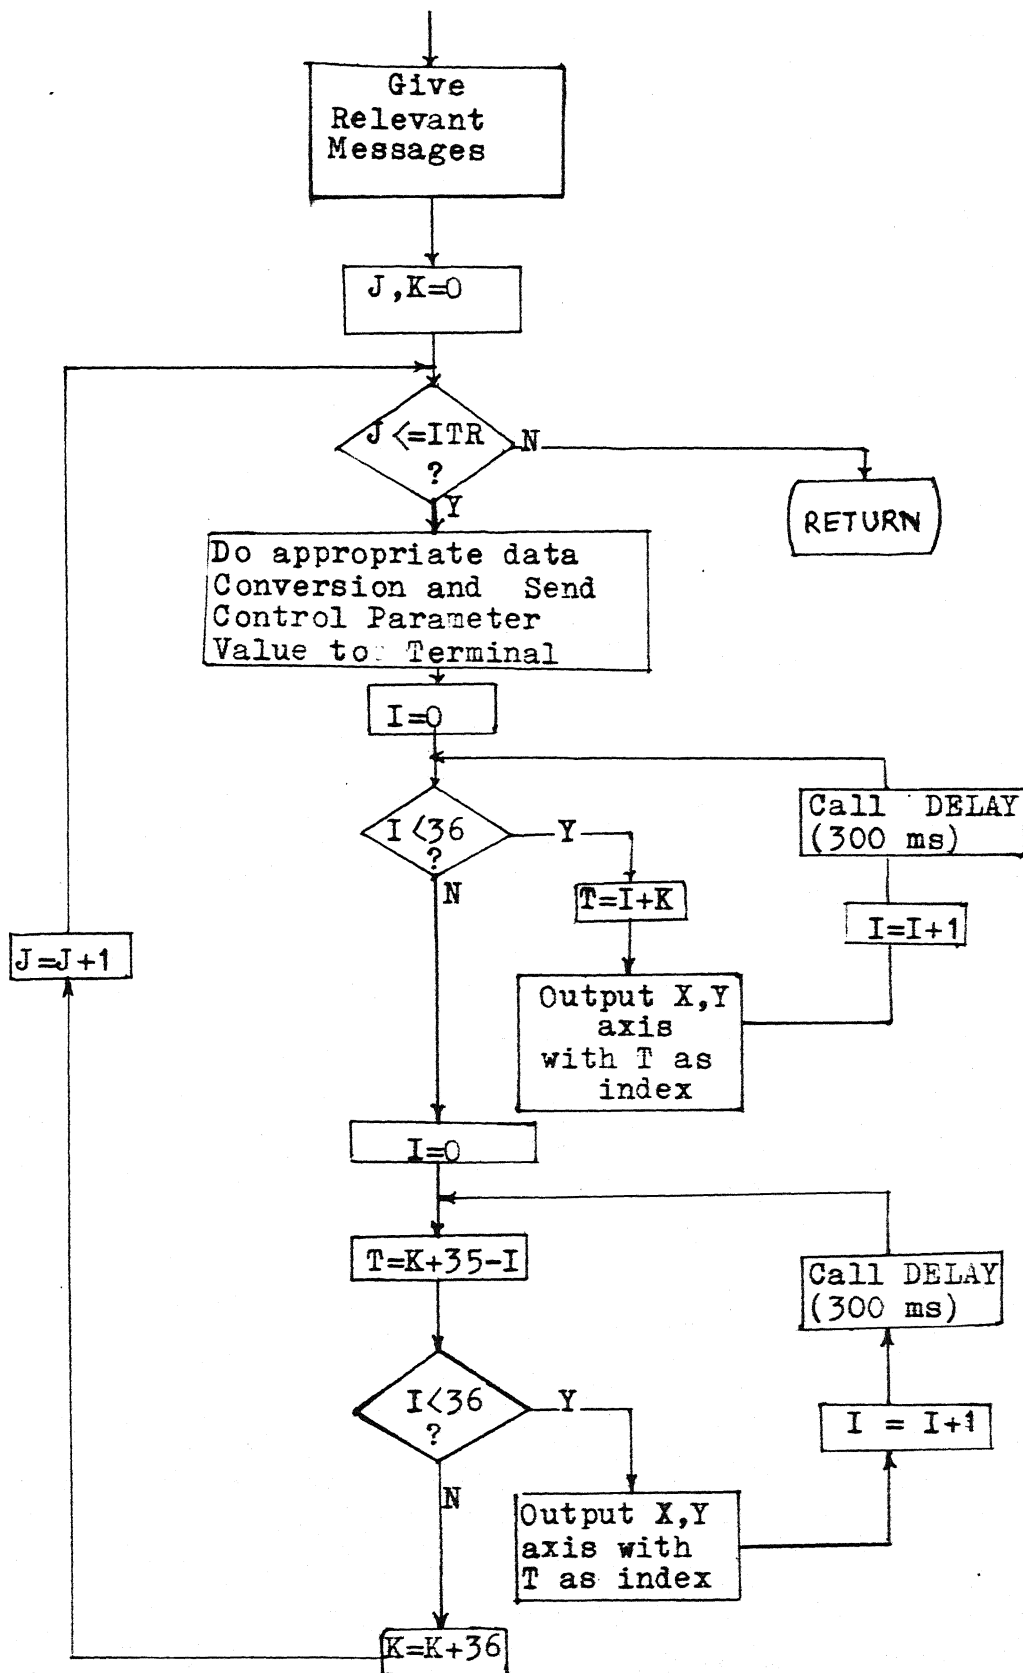 Give
Relevant
Messages
J,K=0
J <=ITR
?
N
Y
RETURN
Do appropriate data
Conversion and Send
Control Parameter
Value to Terminal
I=0
I <36
?
Y
N
T=I+K
Output X,Y
axis
with T as
index
I=I+1
Call DELAY
(300 ms)
J=J+1
I=0
T=K+35-I
I<36
?
Y
N
Output X,Y
axis with
T as index
I = I+1
Call DELAY
(300 ms)
K=K+36